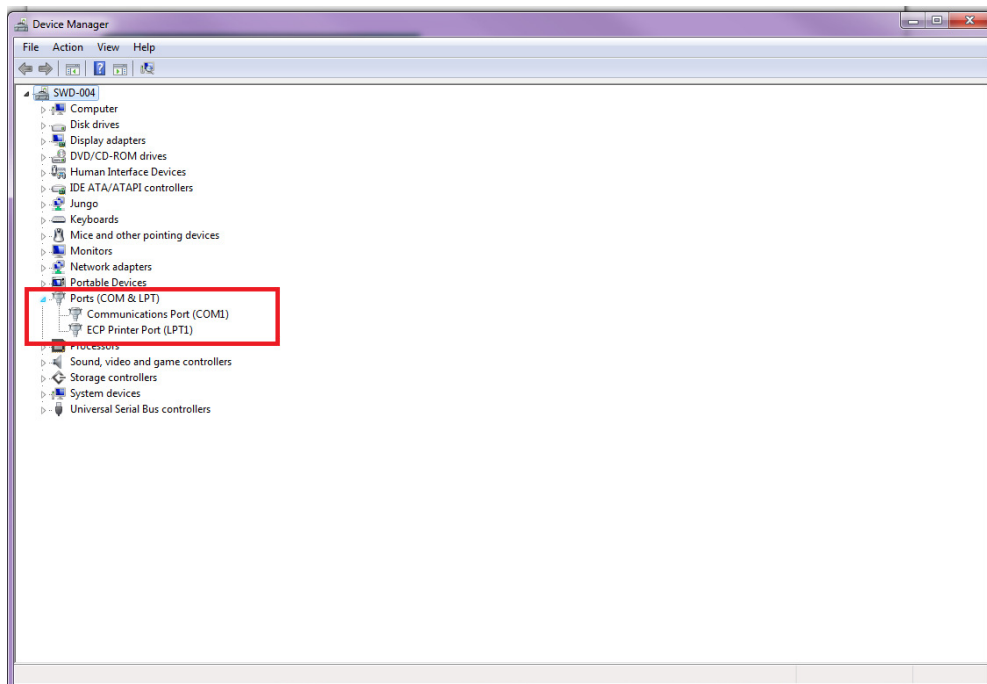 Device Manager
File Action View Help
SWD-004
Computer
Disk drives
Display adapters
DVD/CD-ROM drives
Human Interface Devices
IDE ATA/ATAPI controllers
Jungo
Keyboards
Mice and other pointing devices
Monitors
Network adapters
Portable Devices
Ports (COM & LPT)
Communications Port (COM1)
ECP Printer Port (LPT1)
Processors
Sound, video and game controllers
Storage controllers
System devices
Universal Serial Bus controllers